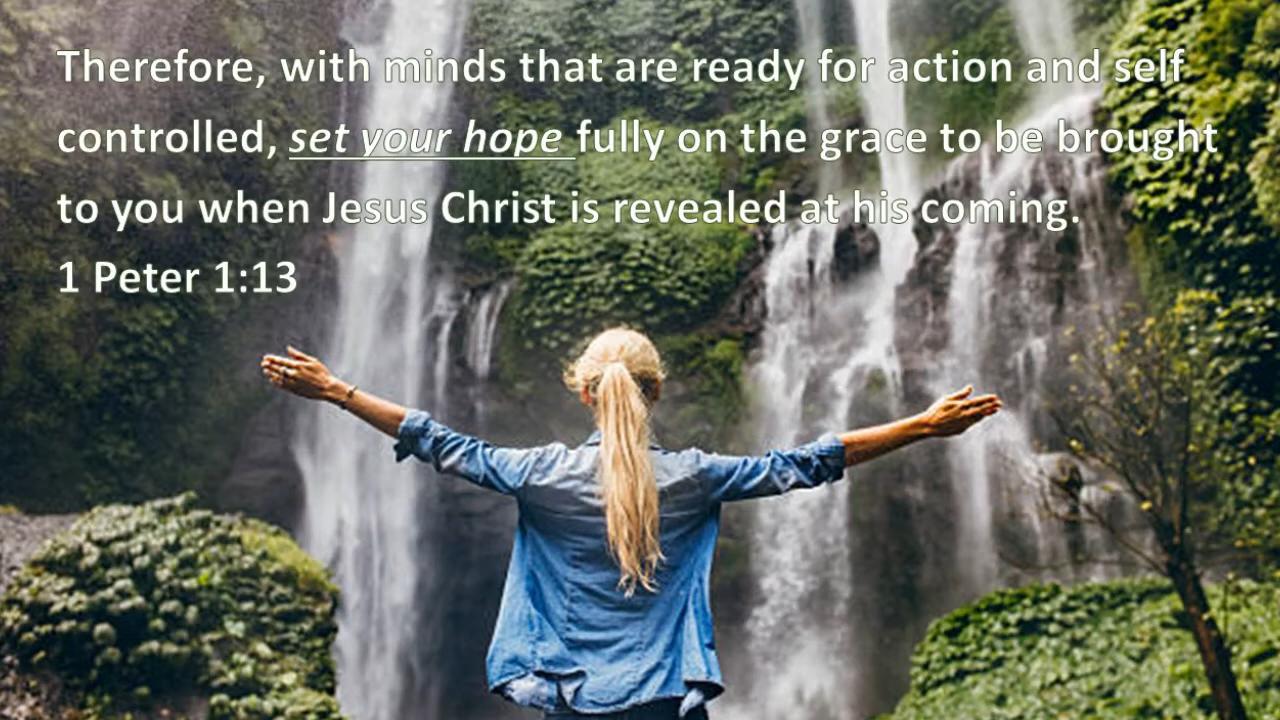 Therefore, with minds that are ready for action and self
controlled, set your hope fully on the grace to be brought
to you when Jesus Christ is revealed at his coming.
1 Peter 1:13